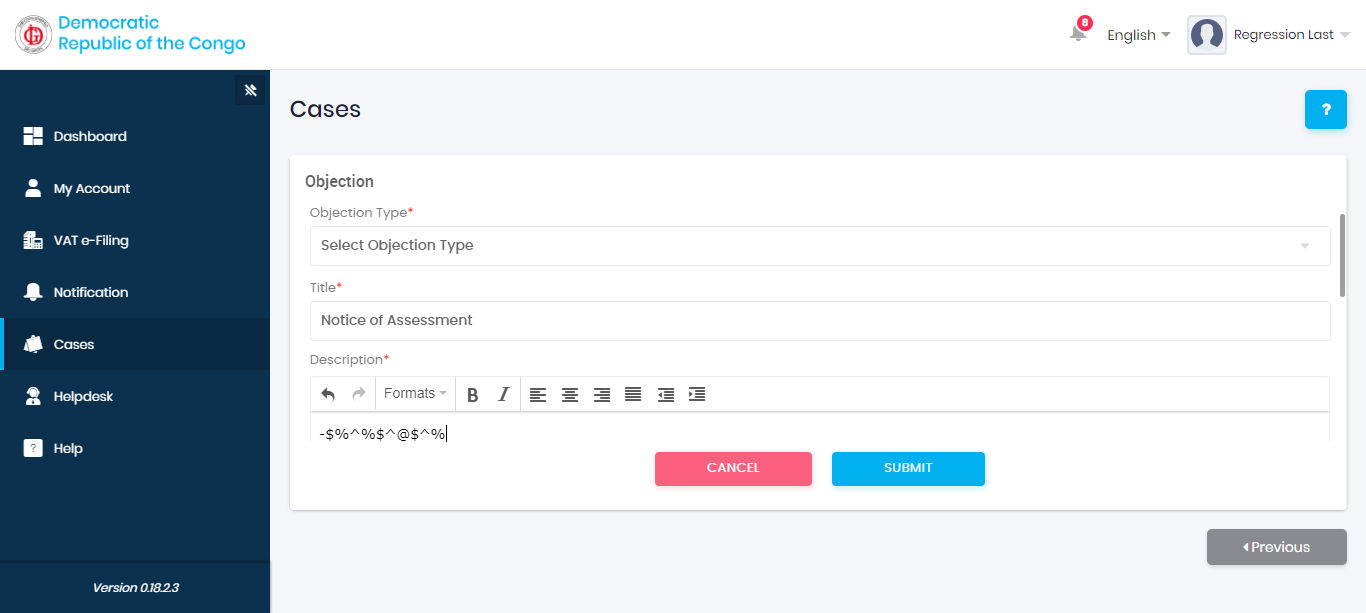 Democratic
Republic of the Congo
8
English
Regression Last
Dashboard
My Account
VAT e-Filing
Notification
Cases
Helpdesk
? Help
Version 0.18.2.3
Cases
?
Objection
Objection Type*
Select Objection Type
Title*
Notice of Assessment
Description*
Formats B I
-$%^%$^@$^%
CANCEL SUBMIT
Previous